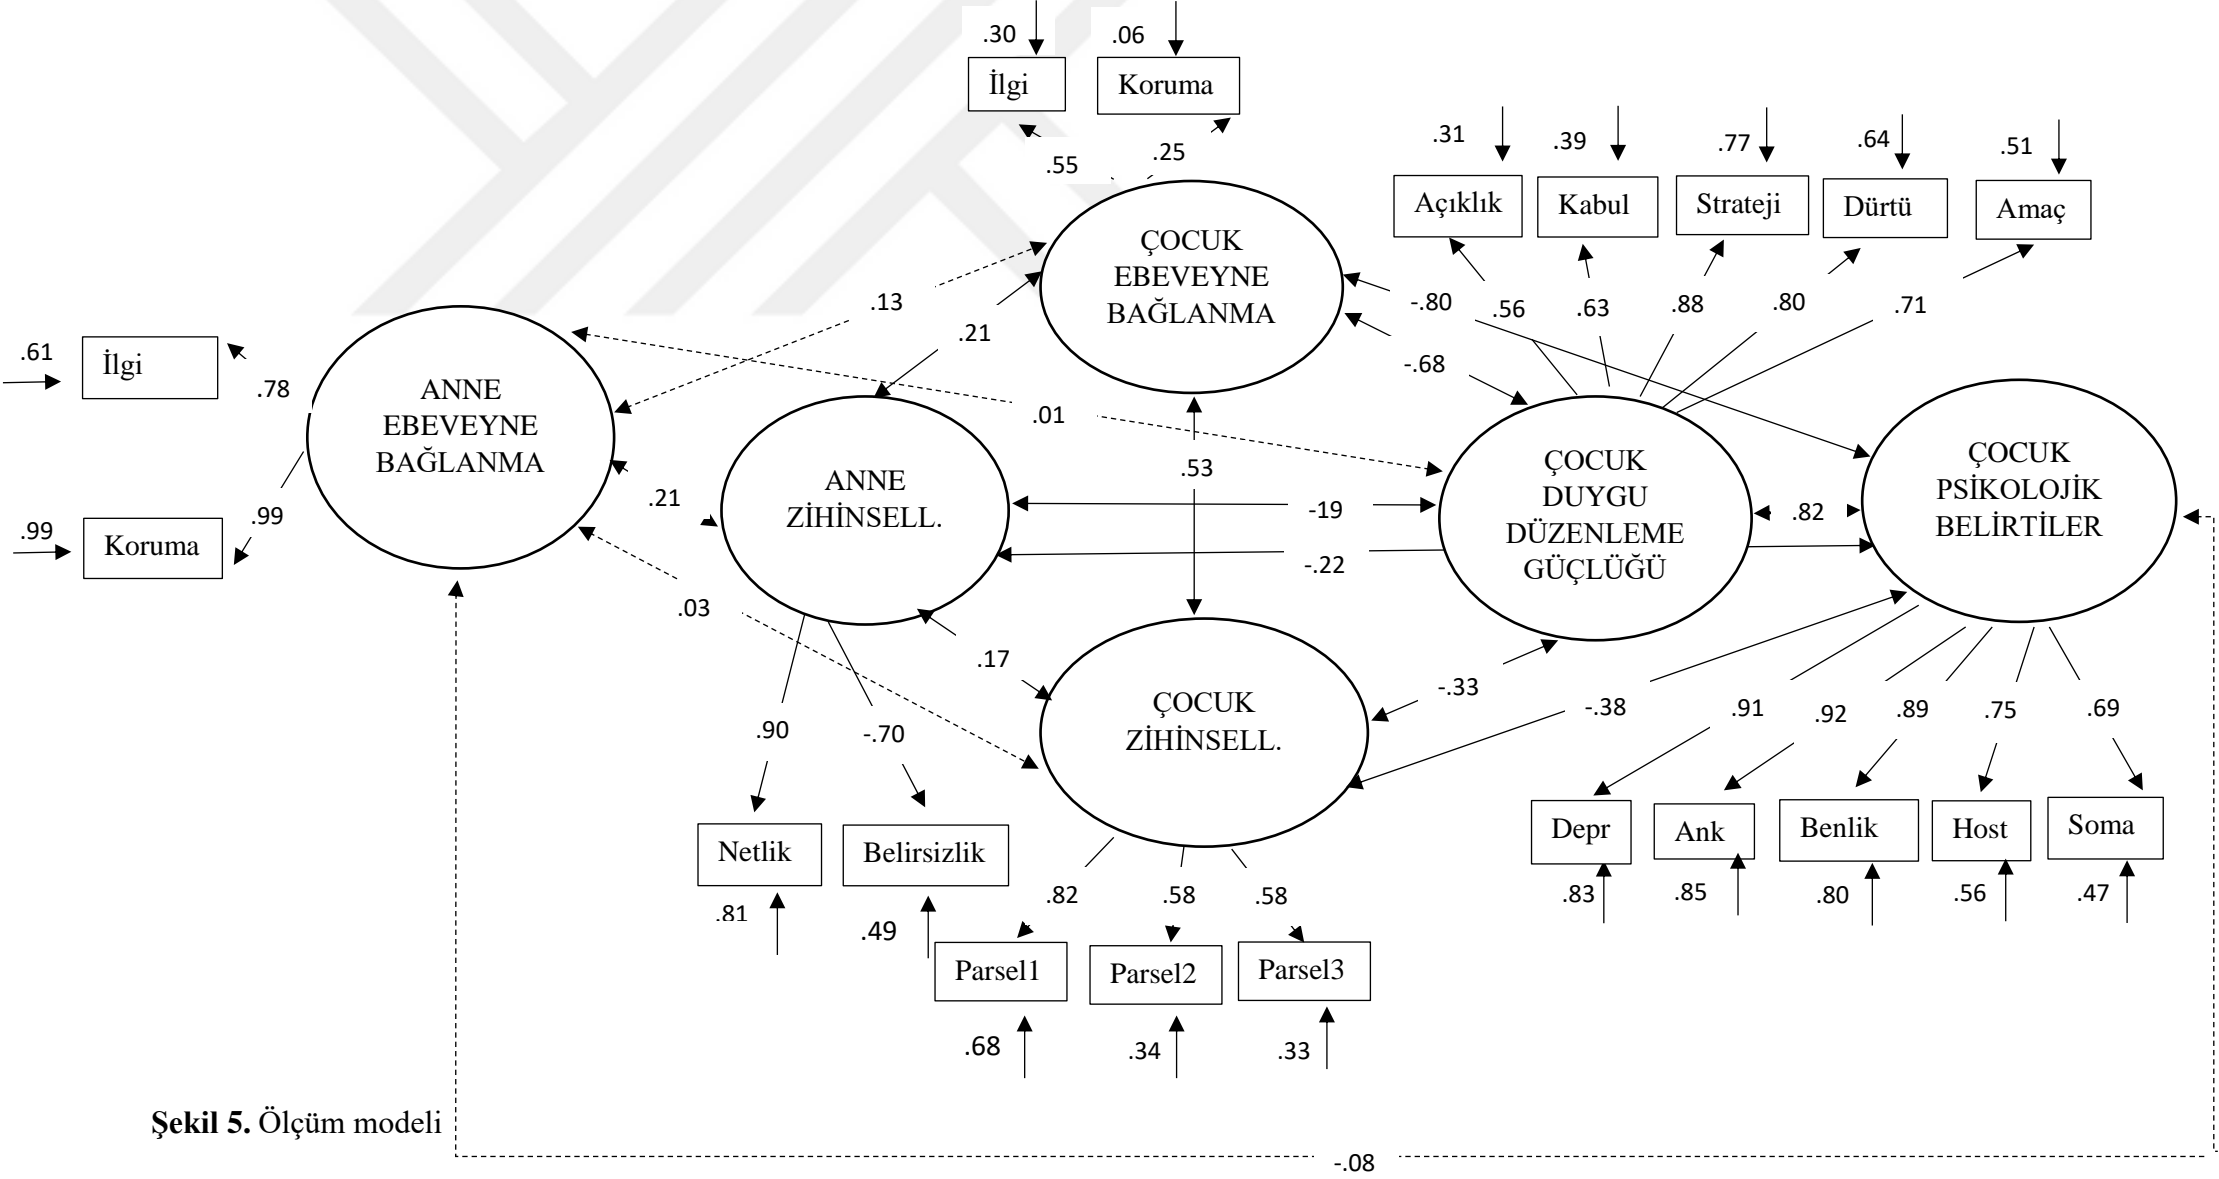 .30
.06
İlgi
Koruma
.55
.25
.31
.39
.77
.64
.51
Açıklık
Kabul
Strateji
Dürtü
Amaç
ÇOCUK
EBEVEYNE
BAĞLANMA
.13
.21
-.80
.56
.63
.88
.80
.71
-.68
.61
İlgi
.78
ANNE
EBEVEYNE
BAĞLANMA
.01
.99
Koruma
.99
.21
ANNE
ZİHİNSELL.
.53
-19
-.22
ÇOCUK
DUYGU
DÜZENLEME
GÜÇLÜĞÜ
.82
ÇOCUK
PSİKOLOJİK
BELİRTİLER
.03
.17
-.33
-.38
ÇOCUK
ZİHİNSELL.
.90
-.70
.91
.92
.89
.75
.69
Netlik
Belirsizlik
Depr
Ank
Benlik
Host
Soma
.81
.49
.82
.58
.58
.83
.85
.80
.56
.47
Parsel1
Parsel2
Parsel3
.68
.34
.33
Şekil 5. Ölçüm modeli
-.08